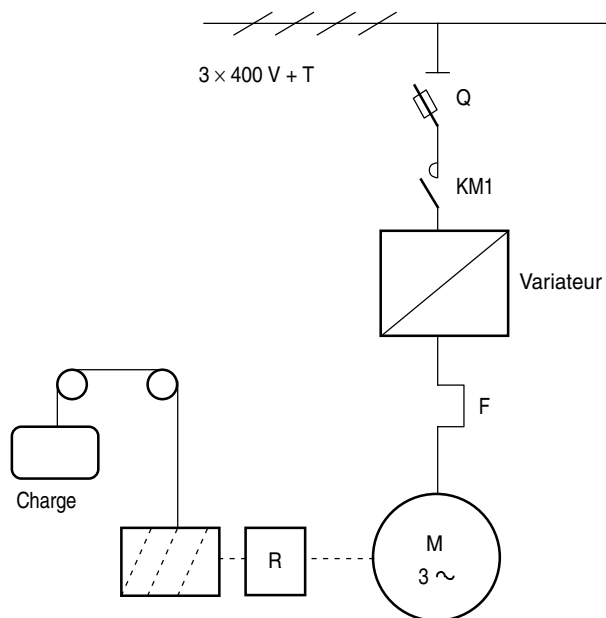 3 × 400 V + T
Q
KM1
Variateur
F
Charge
R
M
3 ~